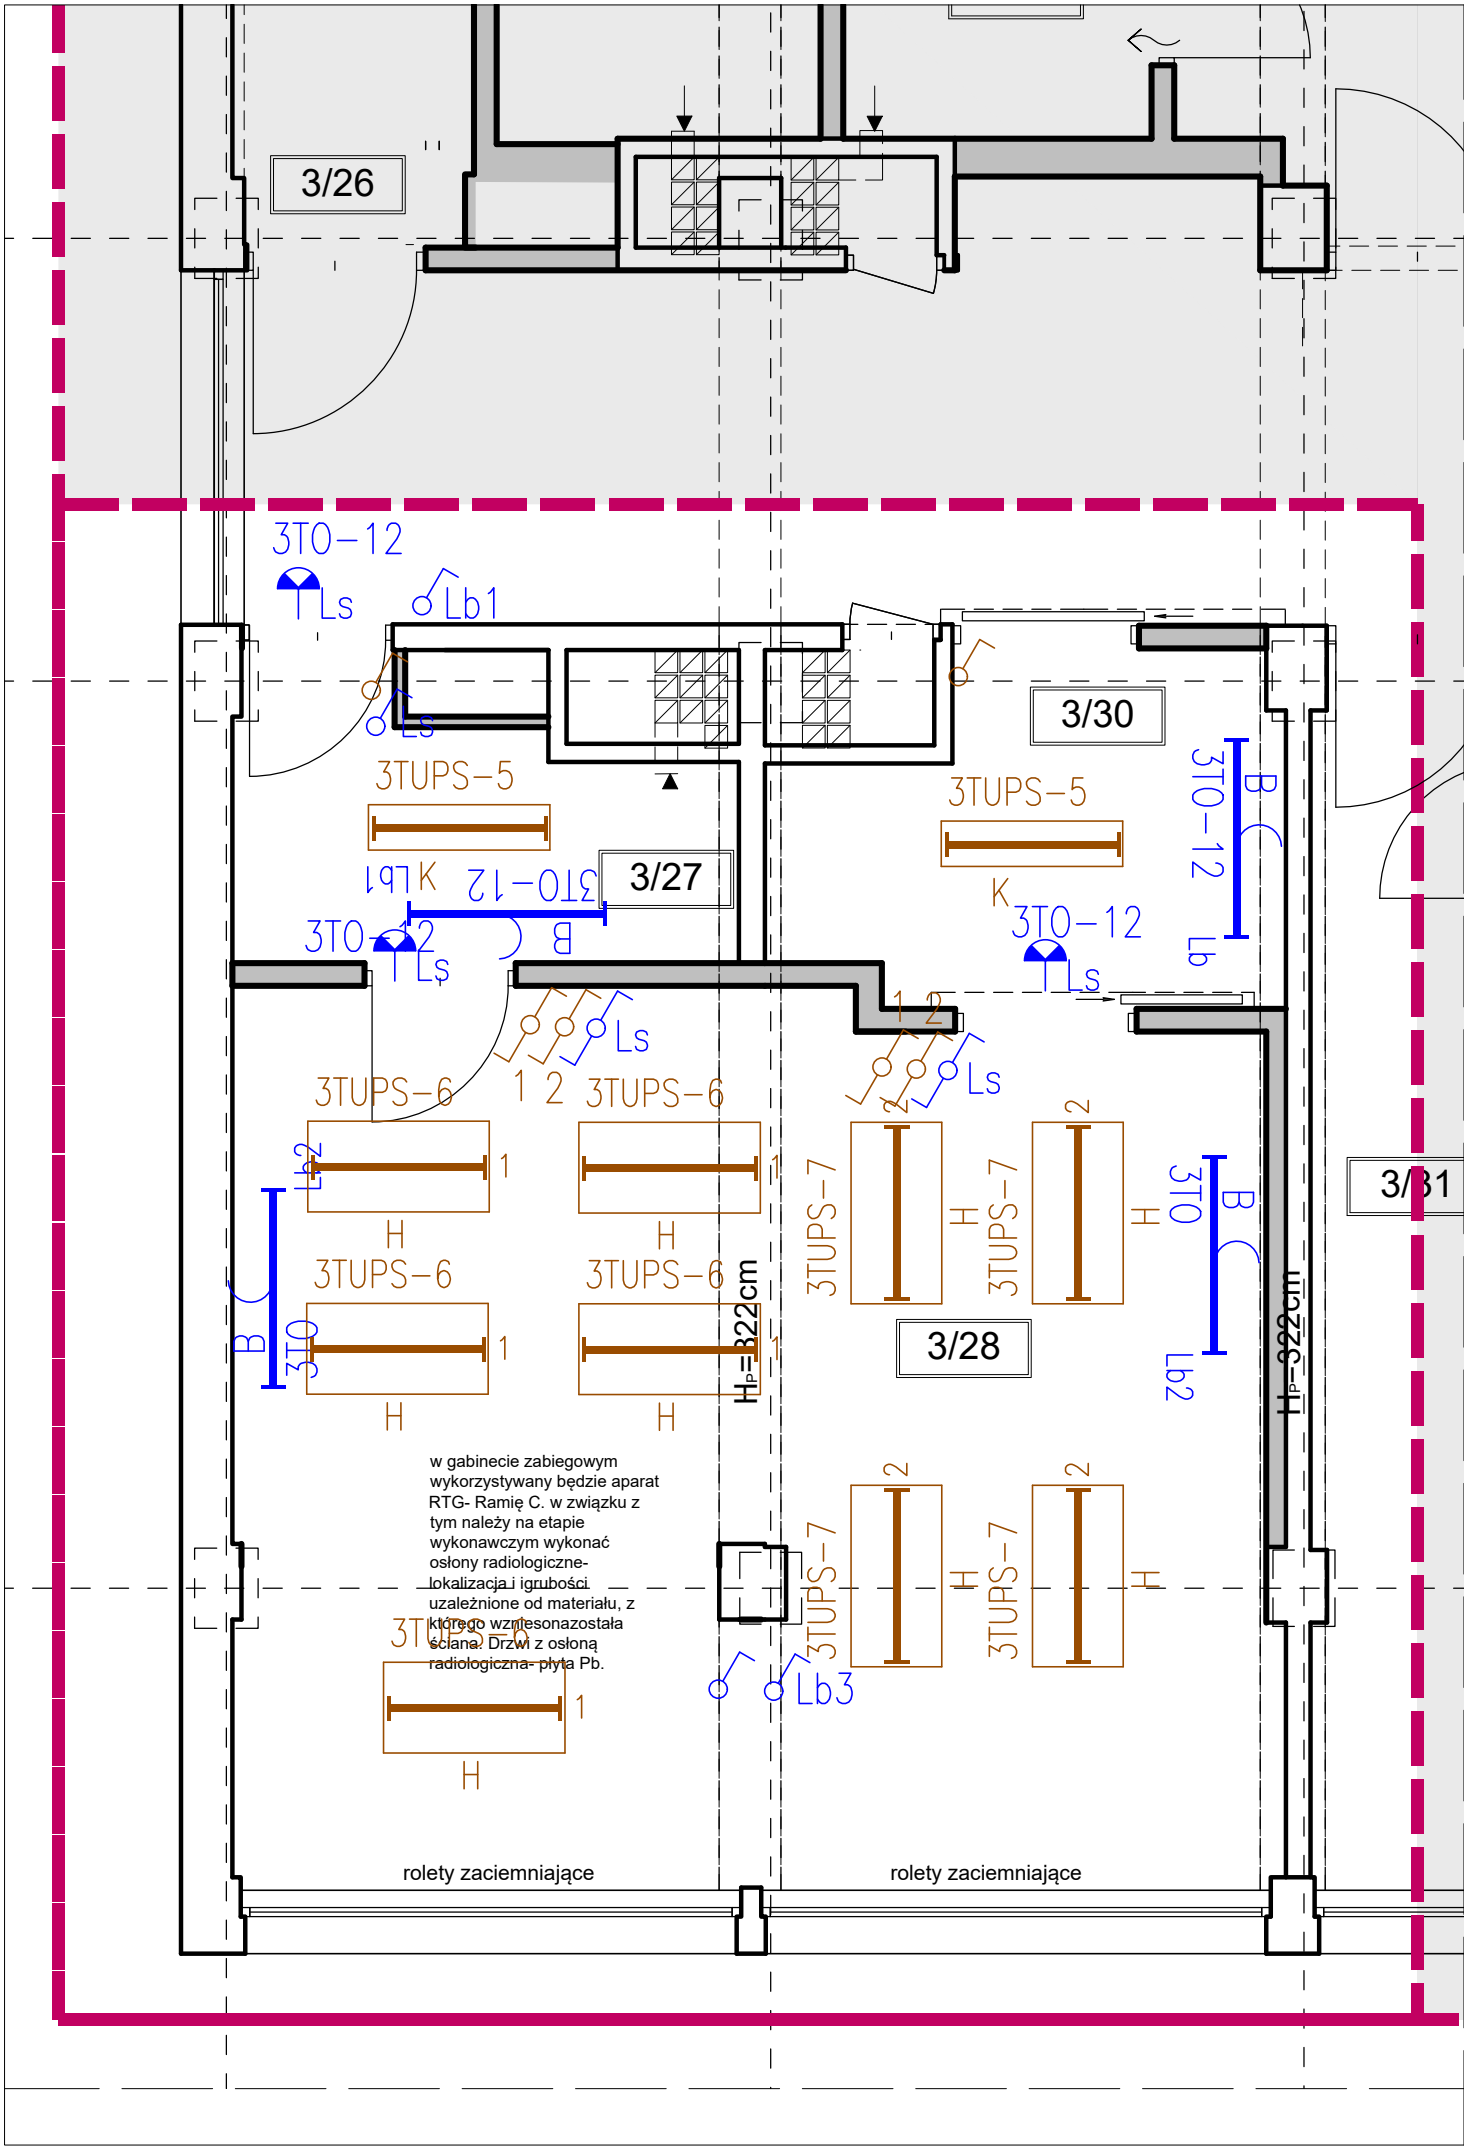 3/26
3TO-12
Ls
Lb1
Ls
3/30
3TUPS-5
K
3TUPS-5
K
3TO-12
B
Lb
3/27
Lb1
3TO-12
B
3TO-12
Ls
3TO-12
Ls
1 2
Ls
1 2
Ls
3TUPS-6
1
H
3TUPS-6
1
H
Lb2
B
3TO
3TUPS-6
1
H
3TUPS-6
1
H
3TUPS-7
2
H
3TUPS-7
2
H
3TO
B
Lb2
3/31
HP=322cm
HP=322cm
3/28
w gabinecie zabiegowym
wykorzystywany będzie aparat
RTG- Ramię C. w związku z
tym należy na etapie
wykonawczym wykonać
osłony radiologiczne-
lokalizacja i igrubości
uzależnione od materiału, z
którego wzniesonazostała
ściana. Drzwi z osłoną
radiologiczna- płyta Pb.
3TUPS-6
1
H
3TUPS-7
2
H
3TUPS-7
2
H
Lb3
rolety zaciemniające
rolety zaciemniające